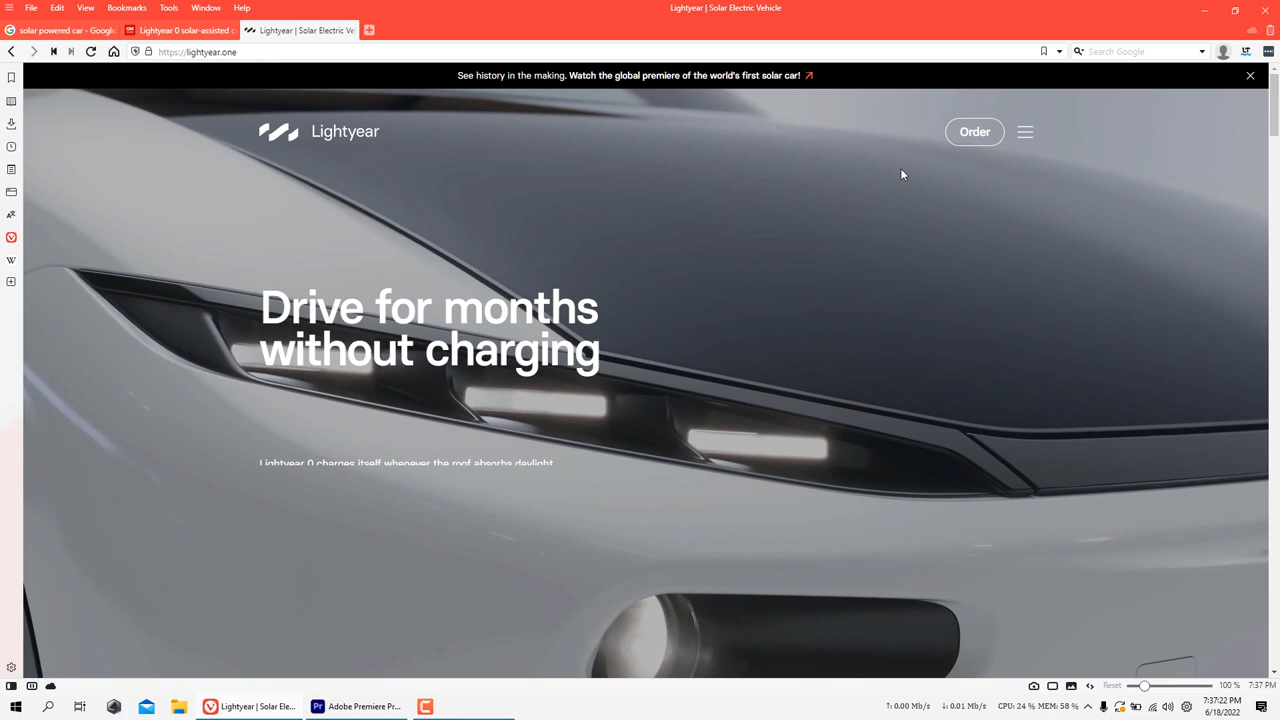 File Edit View Bookmarks Tools Window Help
Lightyear | Solar Electric Vehicle
solar powered car - Google
Lightyear 0 solar-assisted c
Lightyear | Solar Electric Ve
https://lightyear.one
Search Google
See history in the making. Watch the global premiere of the world's first solar car!
Lightyear
Order
Drive for months
without charging
Lightyear 0 charges itself whenever the roof absorbs daylight
Reset 100 % 7:37 PM
Lightyear | Solar Ele...
Adobe Premiere Pr...
0.00 Mb/s
0.01 Mb/s
CPU: 24 % MEM: 58 %
7:37:22 PM
6/18/2022